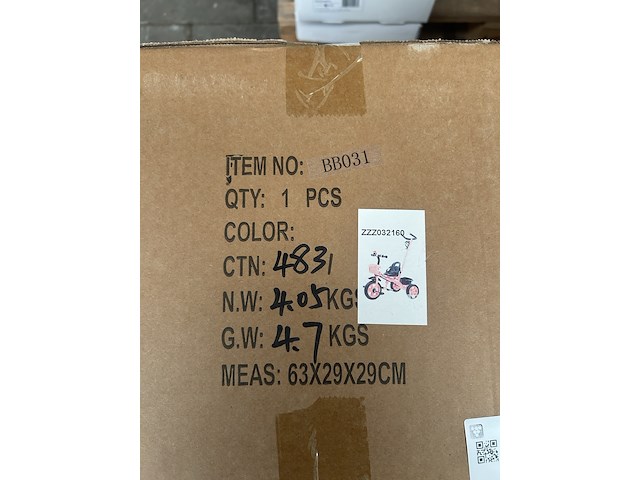 ITEM NO: BB031
QTY: 1 PCS
COLOR:
ZZZ032160
CTN: 4831
N.W: 4.05 KGS
G.W: 4.7 KGS
MEAS: 63X29X29CM